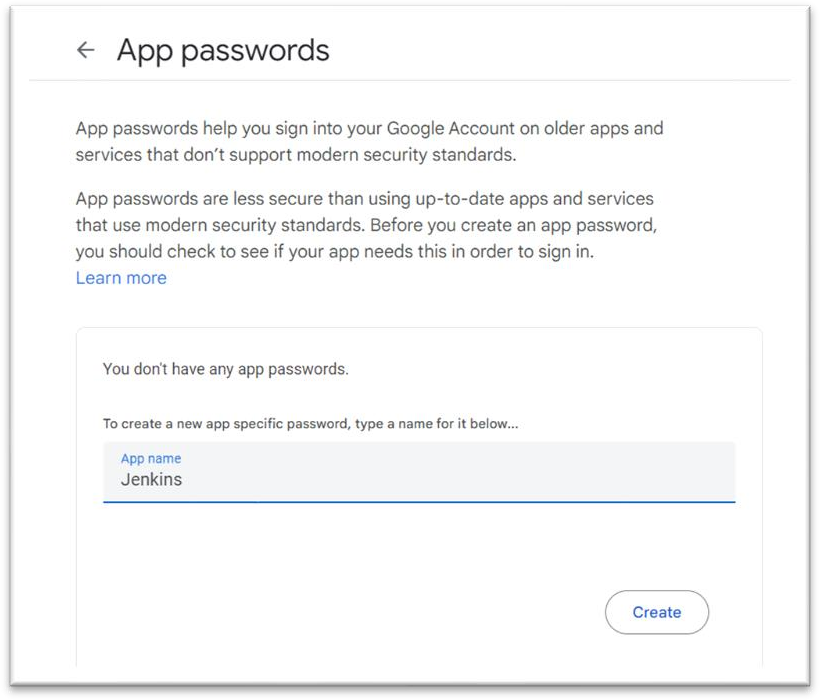 App passwords
App passwords help you sign into your Google Account on older apps and
services that don’t support modern security standards.
App passwords are less secure than using up-to-date apps and services
that use modern security standards. Before you create an app password,
you should check to see if your app needs this in order to sign in.
Learn more
You don't have any app passwords.
To create a new app specific password, type a name for it below...
App name
Jenkins
Create